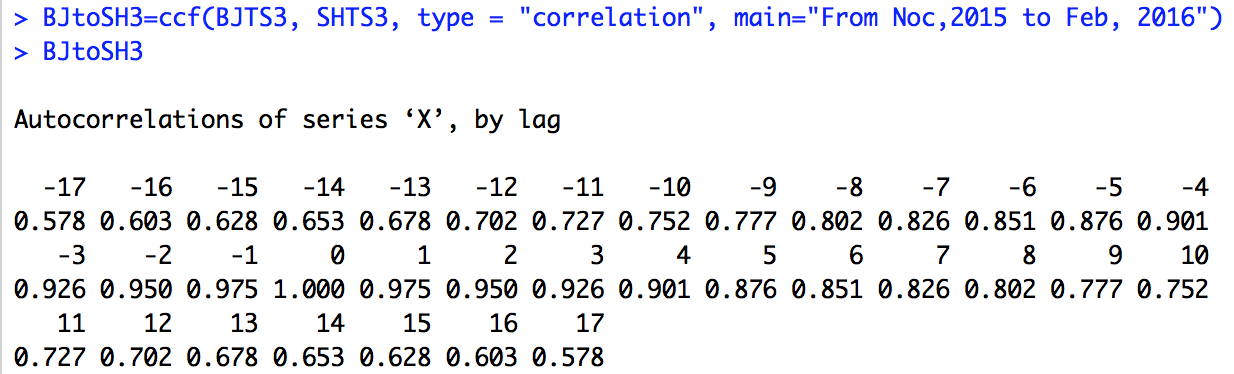 > BJtoSH3=ccf(BJTS3, SHTS3, type = "correlation", main="From Noc,2015 to Feb, 2016")
> BJtoSH3
Autocorrelations of series ‘X’, by lag
-17 -16 -15 -14 -13 -12 -11 -10 -9 -8 -7 -6 -5 -4
0.578 0.603 0.628 0.653 0.678 0.702 0.727 0.752 0.777 0.802 0.826 0.851 0.876 0.901
-3 -2 -1 0 1 2 3 4 5 6 7 8 9 10
0.926 0.950 0.975 1.000 0.975 0.950 0.926 0.901 0.876 0.851 0.826 0.802 0.777 0.752
11 12 13 14 15 16 17
0.727 0.702 0.678 0.653 0.628 0.603 0.578